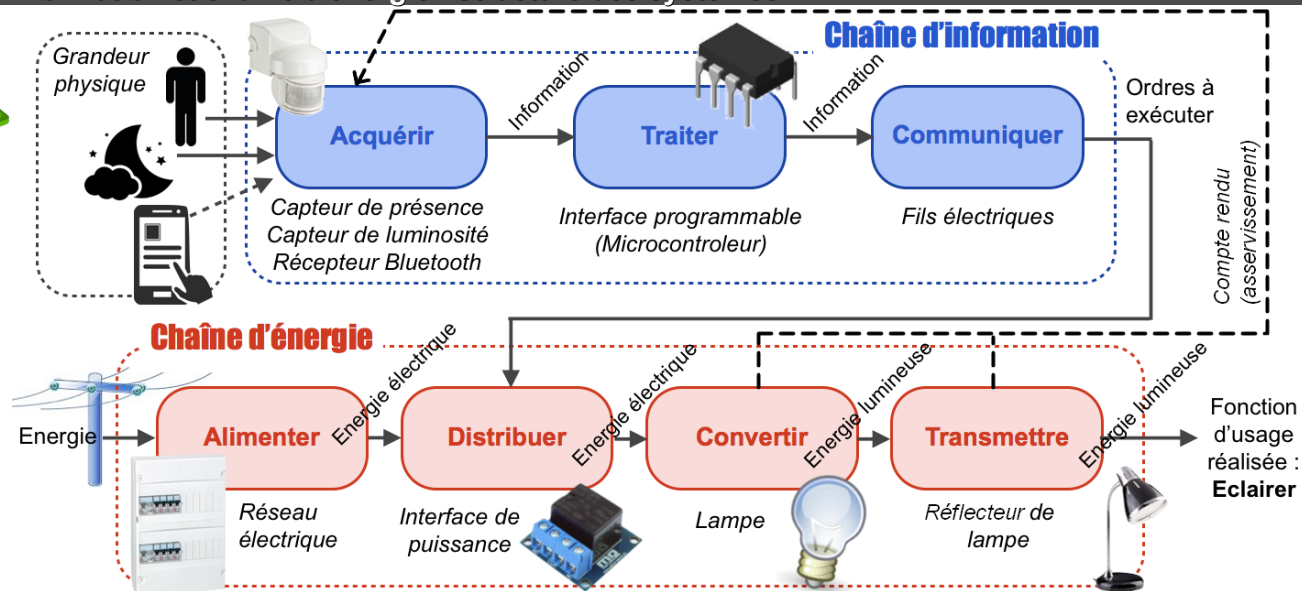 Chaîne d'information
Grandeur
physique
Acquérir
Information
Traiter
Information
Communiquer
Ordres à
exécuter
Capteur de présence
Capteur de luminosité
Récepteur Bluetooth
Interface programmable
(Microcontroleur)
Fils électriques
Compte rendu
(asservissement)
Chaîne d'énergie
Energie
Alimenter
Energie électrique
Distribuer
Energie électrique
Convertir
Energie lumineuse
Transmettre
Energie lumineuse
Fonction
d'usage
réalisée :
Eclairer
Réseau
électrique
Interface de
puissance
Lampe
Réflecteur de
lampe